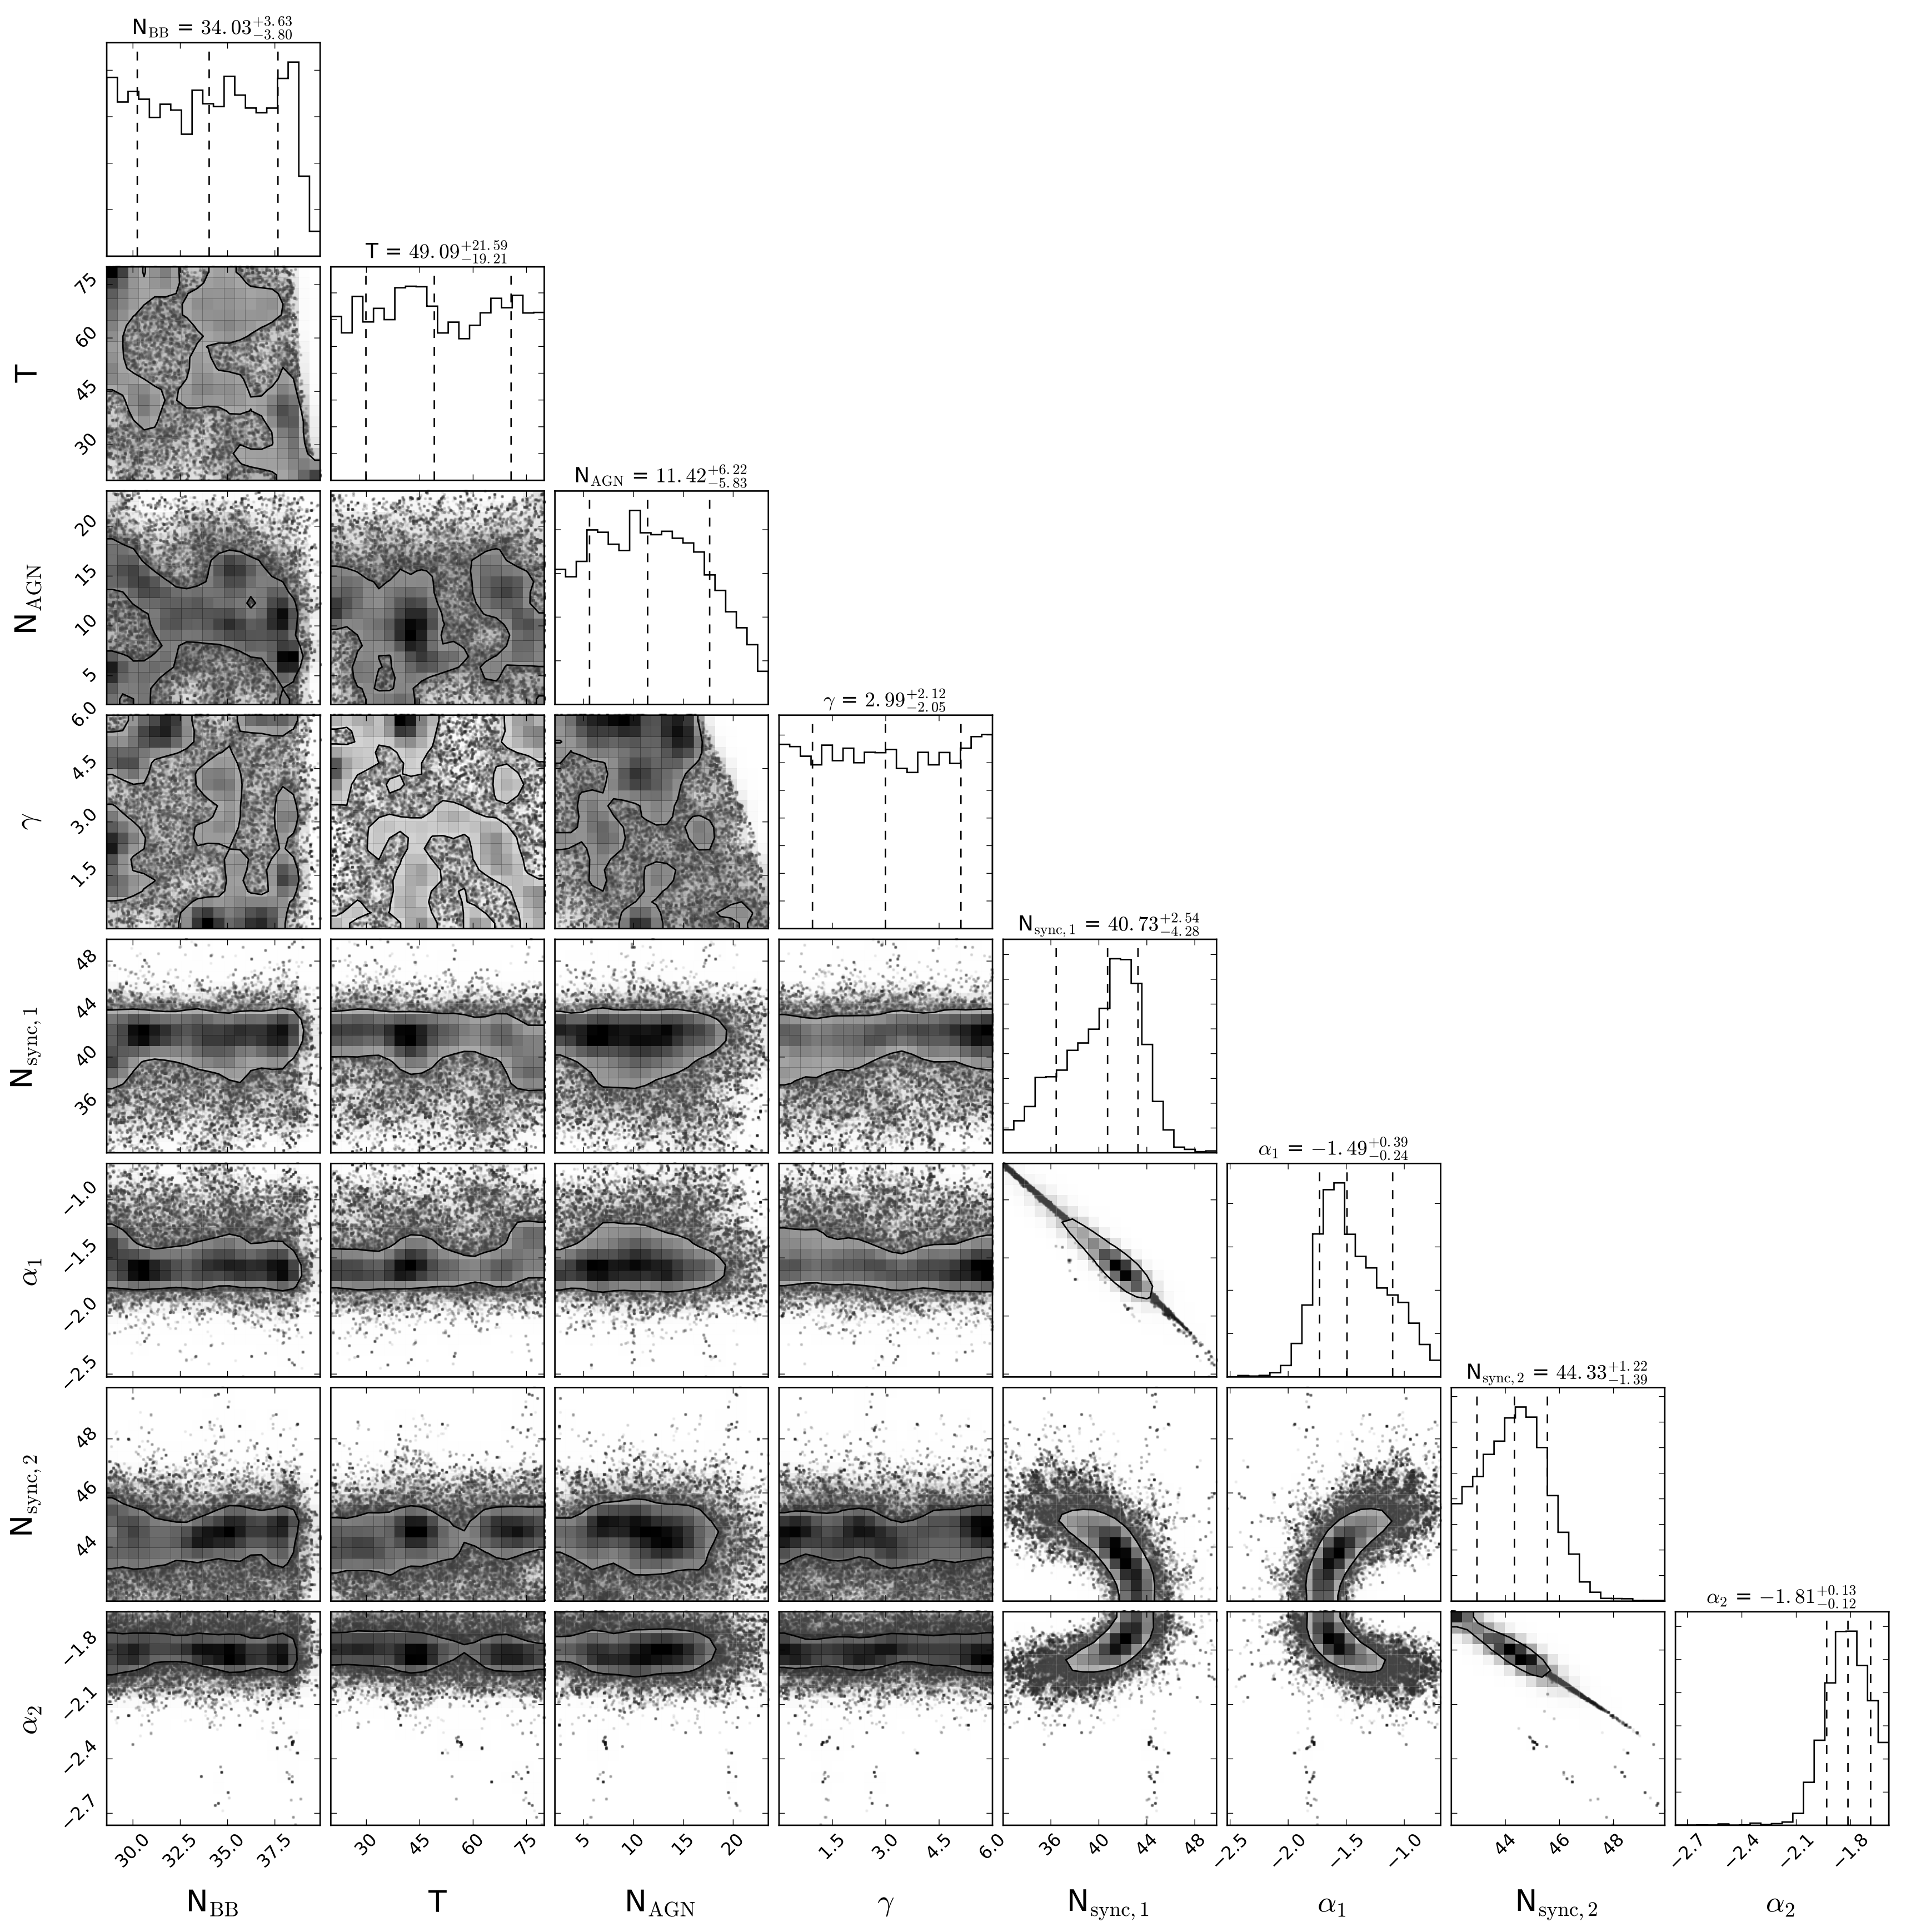 N_BB = 34.03 +3.63 −3.80
T = 49.09 +21.59 −19.21
75
60
45
30
T
N_AGN = 11.42 +6.22 −5.83
20
15
10
5
N_AGN
γ = 2.99 +2.12 −2.05
6.0
4.5
3.0
1.5
γ
N_sync,1 = 40.73 +2.54 −4.28
48
44
40
36
N_sync,1
α1 = −1.49 +0.39 −0.24
−1.0
−1.5
−2.0
−2.5
α1
N_sync,2 = 44.33 +1.22 −1.39
48
46
44
N_sync,2
α2 = −1.81 +0.13 −0.12
−1.8
−2.1
−2.4
−2.7
α2
30.0 32.5 35.0 37.5 30 45 60 75 5 10 15 20 1.5 3.0 4.5 6.0 36 40 44 48 −2.5 −2.0 −1.5 −1.0 44 46 48 −2.7 −2.4 −2.1 −1.8
N_BB T N_AGN γ N_sync,1 α1 N_sync,2 α2